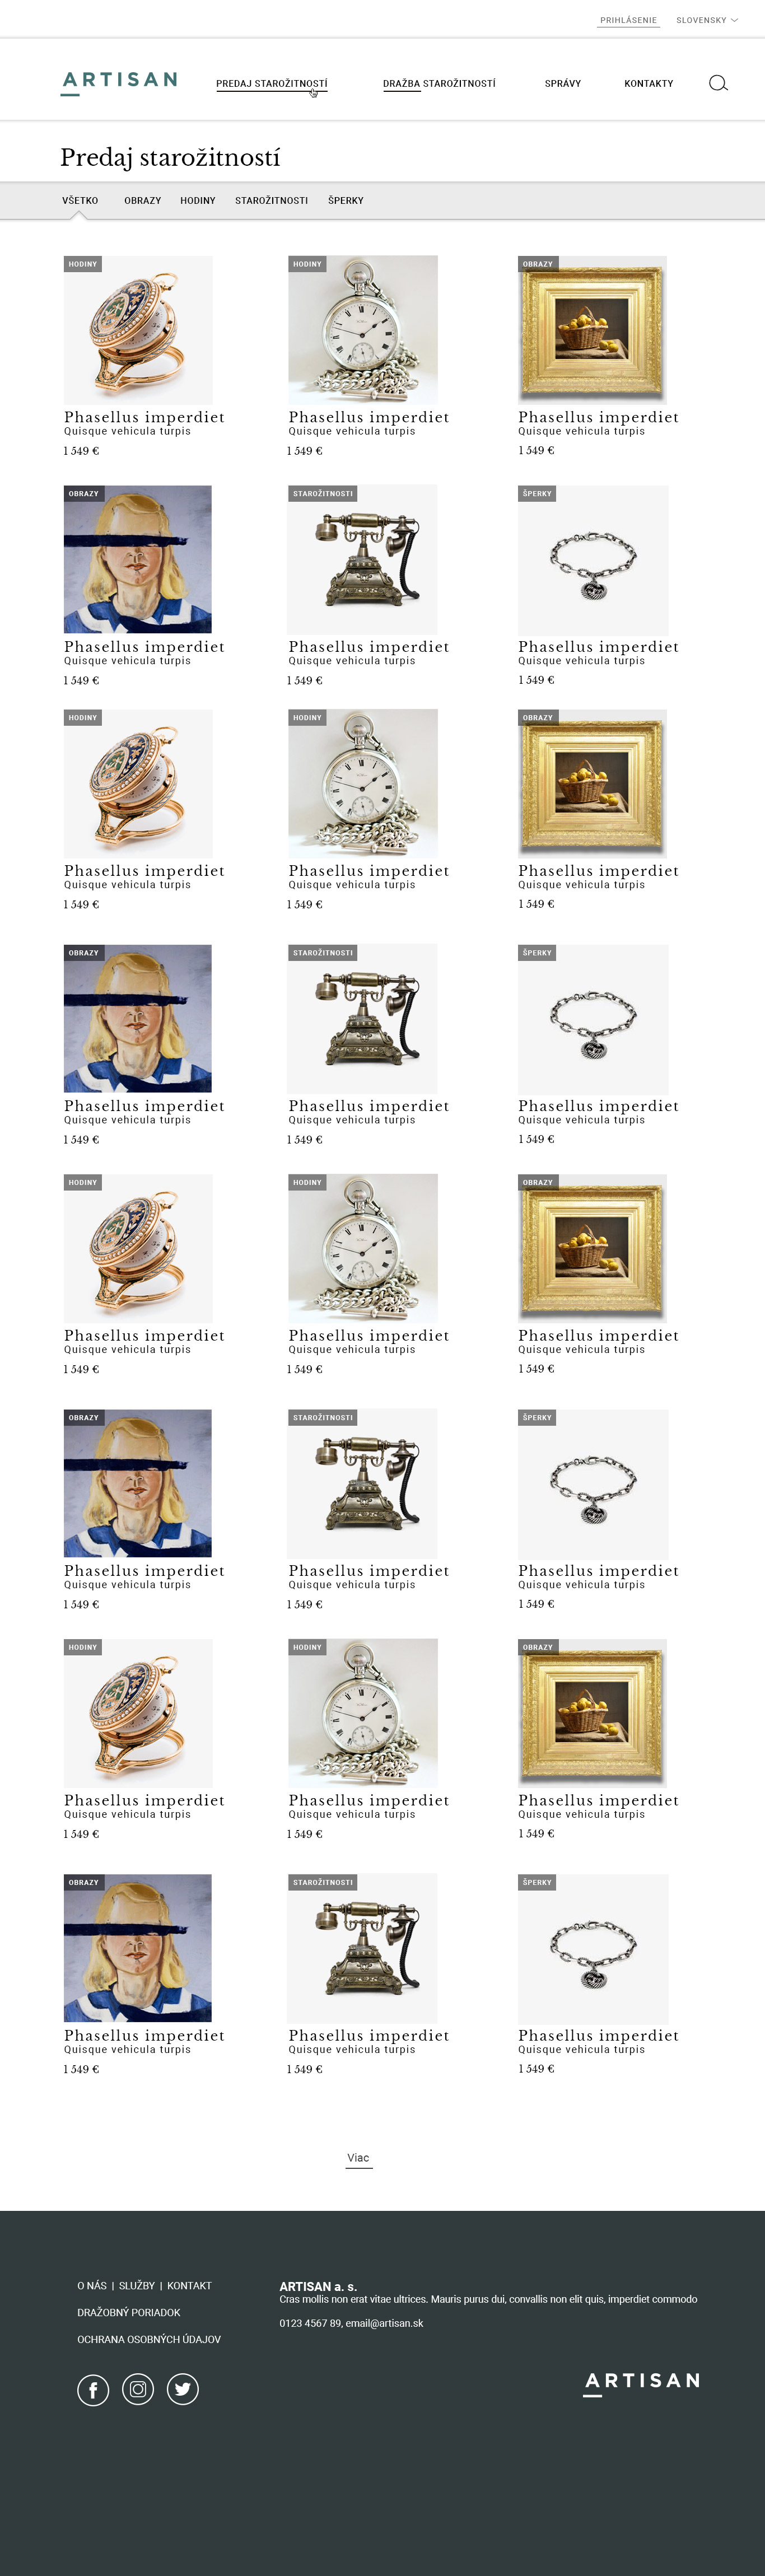 PRIHLÁSENIE SLOVENSKY
ARTISAN PREDAJ STAROŽITNOSTÍ DRAŽBA STAROŽITNOSTÍ SPRÁVY KONTAKTY
Predaj starožitností
VŠETKO OBRAZY HODINY STAROŽITNOSTI ŠPERKY
HODINY HODINY OBRAZY
Phasellus imperdiet Phasellus imperdiet Phasellus imperdiet
Quisque vehicula turpis Quisque vehicula turpis Quisque vehicula turpis
1 549 € 1 549 € 1 549 €
OBRAZY STAROŽITNOSTI ŠPERKY
Phasellus imperdiet Phasellus imperdiet Phasellus imperdiet
Quisque vehicula turpis Quisque vehicula turpis Quisque vehicula turpis
1 549 € 1 549 € 1 549 €
HODINY HODINY OBRAZY
Phasellus imperdiet Phasellus imperdiet Phasellus imperdiet
Quisque vehicula turpis Quisque vehicula turpis Quisque vehicula turpis
1 549 € 1 549 € 1 549 €
OBRAZY STAROŽITNOSTI ŠPERKY
Phasellus imperdiet Phasellus imperdiet Phasellus imperdiet
Quisque vehicula turpis Quisque vehicula turpis Quisque vehicula turpis
1 549 € 1 549 € 1 549 €
HODINY HODINY OBRAZY
Phasellus imperdiet Phasellus imperdiet Phasellus imperdiet
Quisque vehicula turpis Quisque vehicula turpis Quisque vehicula turpis
1 549 € 1 549 € 1 549 €
OBRAZY STAROŽITNOSTI ŠPERKY
Phasellus imperdiet Phasellus imperdiet Phasellus imperdiet
Quisque vehicula turpis Quisque vehicula turpis Quisque vehicula turpis
1 549 € 1 549 € 1 549 €
HODINY HODINY OBRAZY
Phasellus imperdiet Phasellus imperdiet Phasellus imperdiet
Quisque vehicula turpis Quisque vehicula turpis Quisque vehicula turpis
1 549 € 1 549 € 1 549 €
OBRAZY STAROŽITNOSTI ŠPERKY
Phasellus imperdiet Phasellus imperdiet Phasellus imperdiet
Quisque vehicula turpis Quisque vehicula turpis Quisque vehicula turpis
1 549 € 1 549 € 1 549 €
Viac
O NÁS | SLUŽBY | KONTAKT
DRAŽOBNÝ PORIADOK
OCHRANA OSOBNÝCH ÚDAJOV
ARTISAN a. s.
Cras mollis non erat vitae ultrices. Mauris purus dui, convallis non elit quis, imperdiet commodo
0123 4567 89, email@artisan.sk
ARTISAN